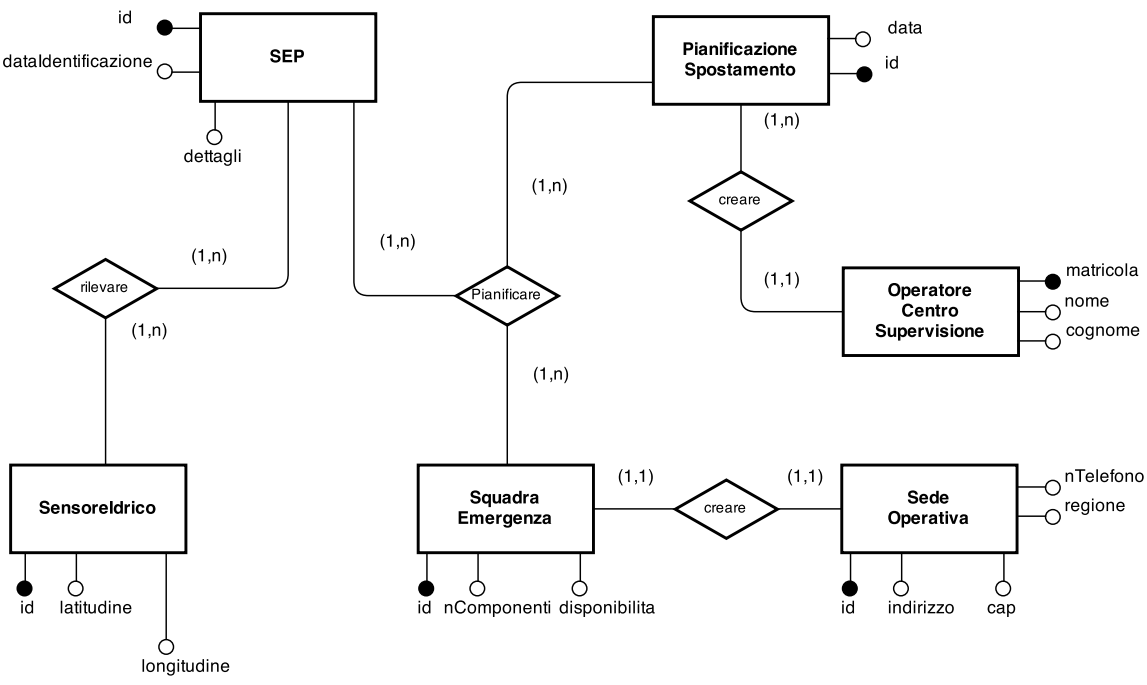 id
SEP
dataIdentificazione
dettagli
Pianificazione
Spostamento
data
id
(1,n)
creare
(1,1)
Operatore
Centro
Supervisione
matricola
nome
cognome
(1,n)
(1,n)
Pianificare
(1,n)
(1,n)
rilevare
(1,n)
SensoreIdrico
id
latitudine
longitudine
Squadra
Emergenza
id
nComponenti
disponibilita
(1,1)
creare
(1,1)
Sede
Operativa
nTelefono
regione
id
indirizzo
cap